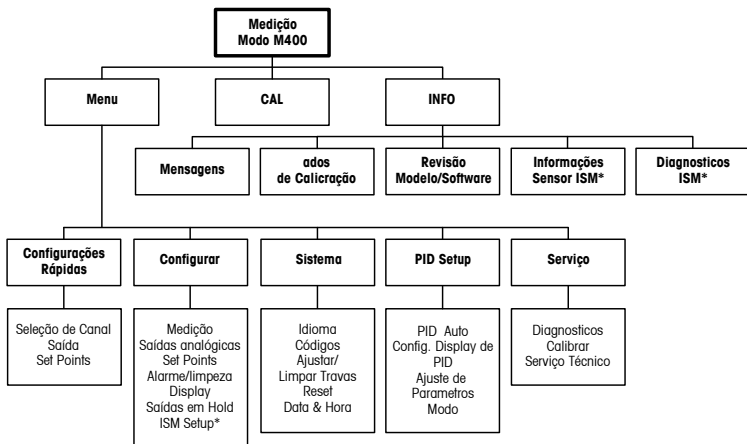 Medição
Modo M400
Menu
CAL
INFO
Mensagens
ados
de Calicração
Revisão
Modelo/Software
Informações
Sensor ISM*
Diagnosticos
ISM*
Configurações
Rápidas
Configurar
Sistema
PID Setup
Serviço
Seleção de Canal
Saída
Set Points
Medição
Saídas analógicas
Set Points
Alarme/limpeza
Display
Saídas em Hold
ISM Setup*
Idioma
Códigos
Ajustar/
Limpar Travas
Reset
Data & Hora
PID Auto
Config. Display de
PID
Ajuste de
Parametros
Modo
Diagnosticos
Calibrar
Serviço Técnico